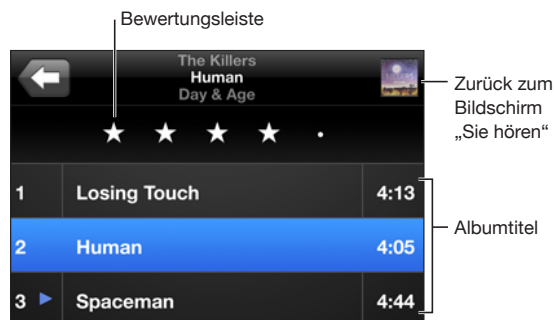 Bewertungsleiste
The Killers
Human
Day & Age
Zurück zum
Bildschirm
„Sie hören“
1 Losing Touch 4:13
2 Human 4:05
Albumtitel
3 Spaceman 4:44